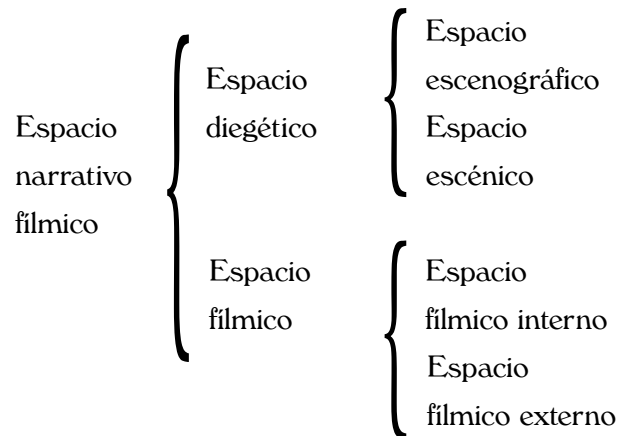 Espacio
narrativo
fílmico
Espacio
diegético
Espacio
escenográfico
Espacio
escénico
Espacio
fílmico
Espacio
fílmico interno
Espacio
fílmico externo